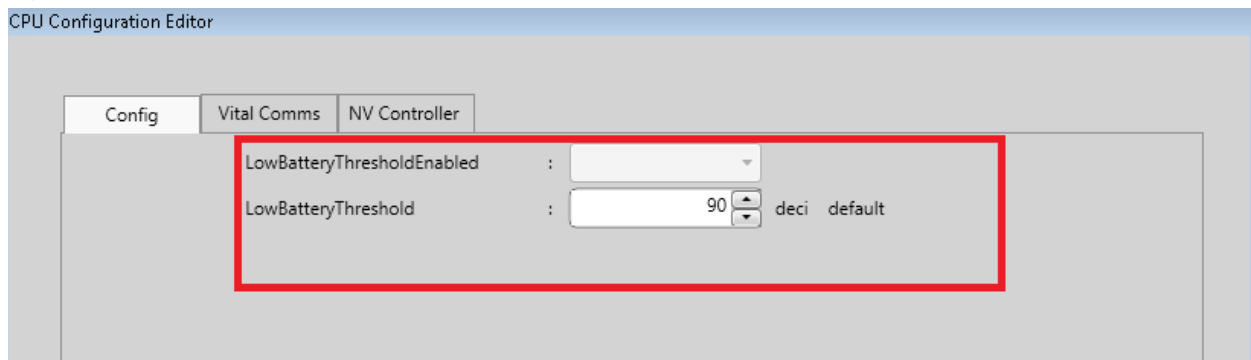 CPU Configuration Editor
Config Vital Comms NV Controller
LowBatteryThresholdEnabled :
LowBatteryThreshold : 90 deci default